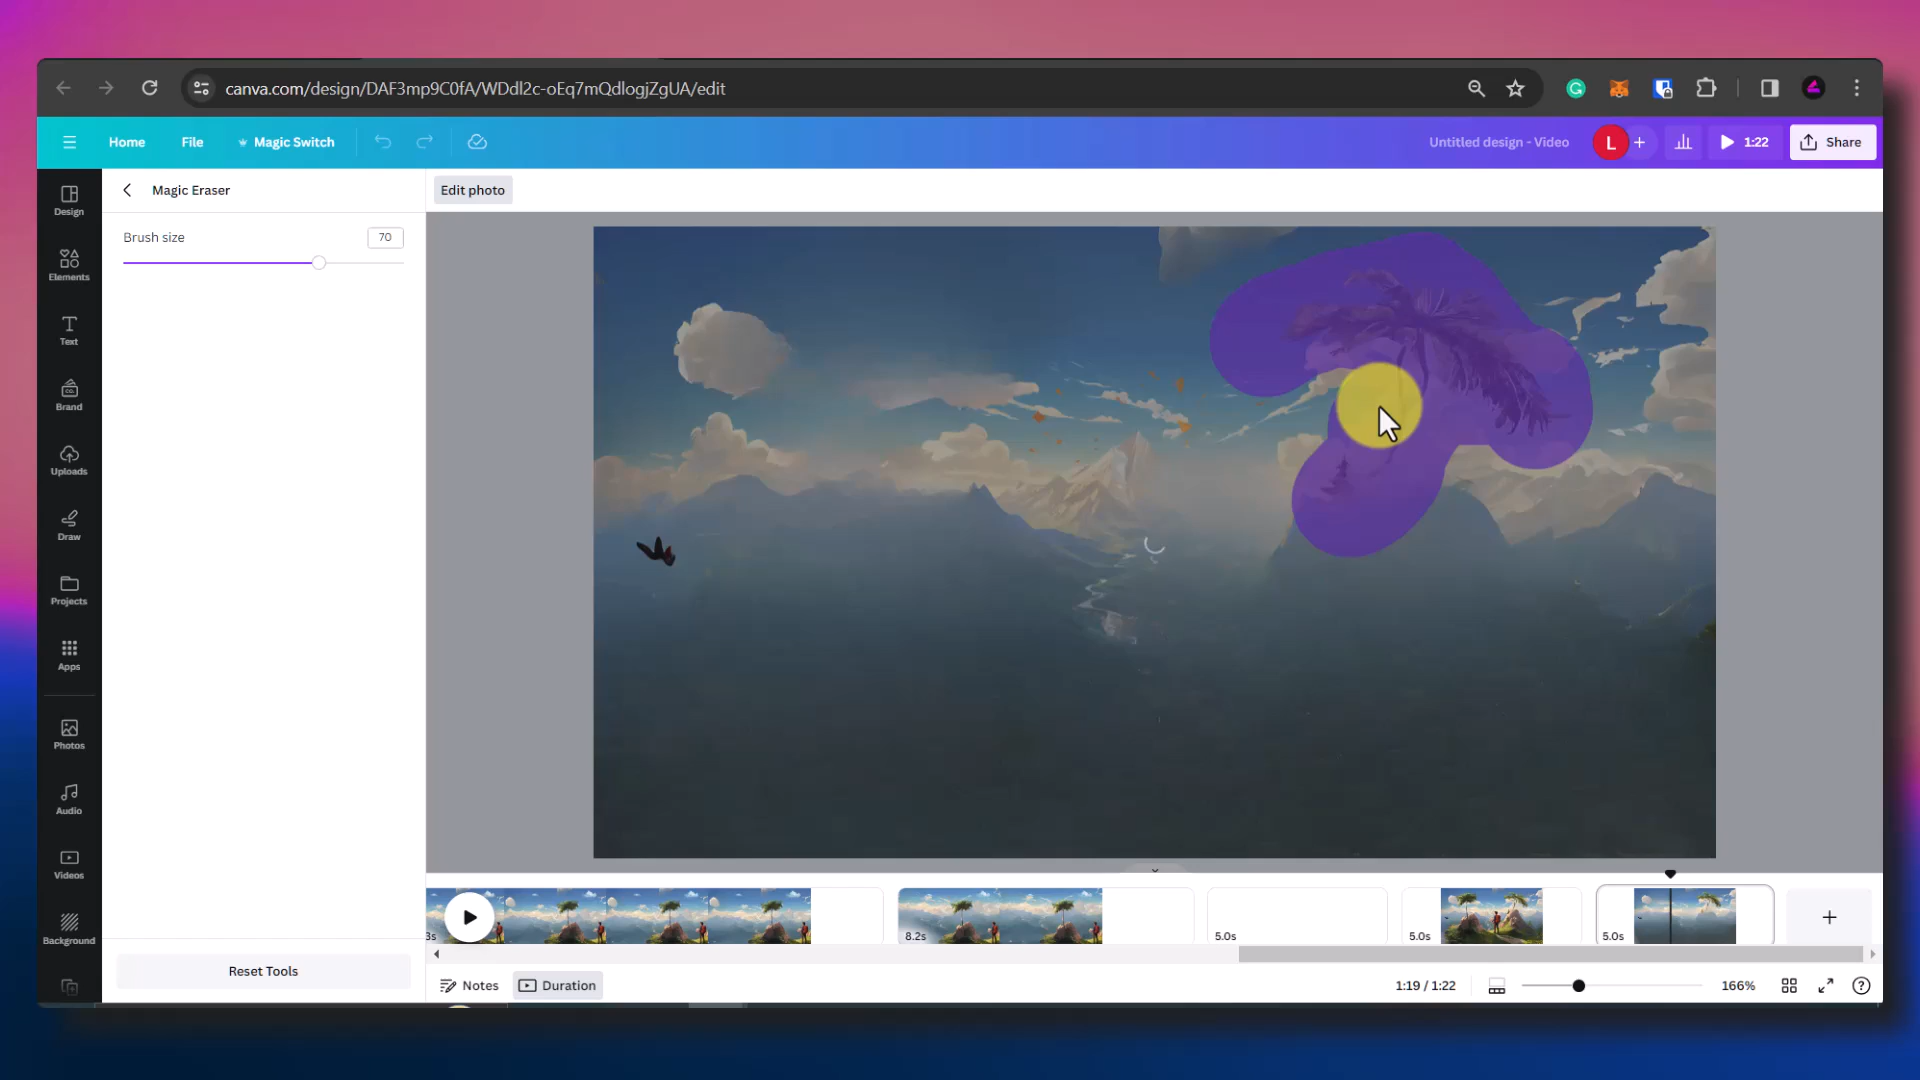 canva.com/design/DAF3mp9C0fA/WDdl2c-oEq7mQdlogjZgUA/edit
Home File Magic Switch Untitled design - Video L + 1:22 Share
Design
Elements
Text
Brand
Uploads
Draw
Projects
Apps
Photos
Audio
Videos
Background
Magic Eraser
Brush size 70
Reset Tools
Edit photo
3s 8.2s 5.0s 5.0s 5.0s
Notes Duration 1:19 / 1:22 166%